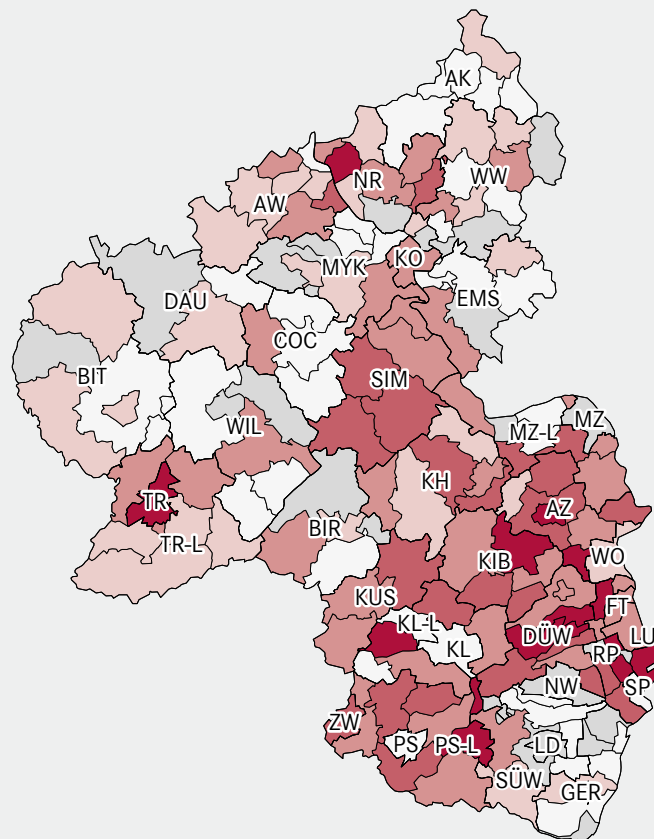 AK
NR
WW
AW
KO
MYK
EMS
DAU
COC
BIT
SIM
WIL
MZ-L
MZ
KH
TR
AZ
BIR
TR-L
KIB
WO
KUS
FT
KL-L
KL
DÜW
LU
RP
NW
SP
ZW
PS
PS-L
LD
SÜW
GER